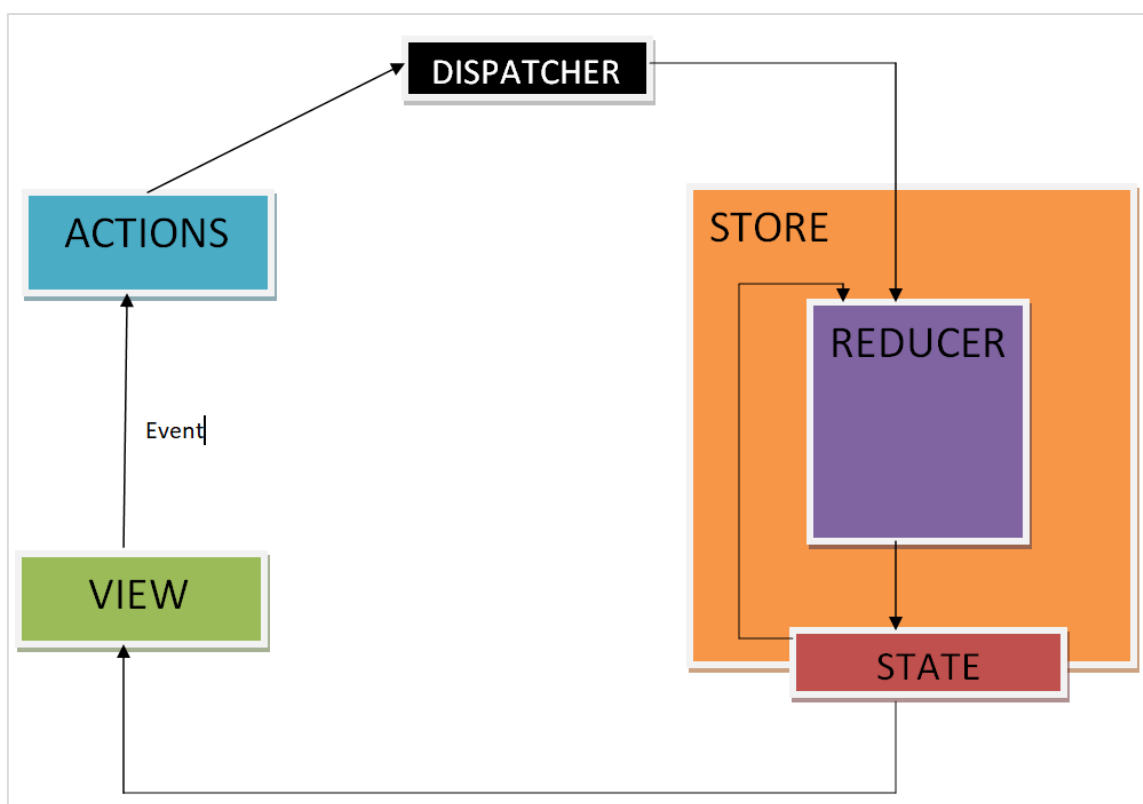 DISPATCHER
ACTIONS
STORE
REDUCER
Event
VIEW
STATE